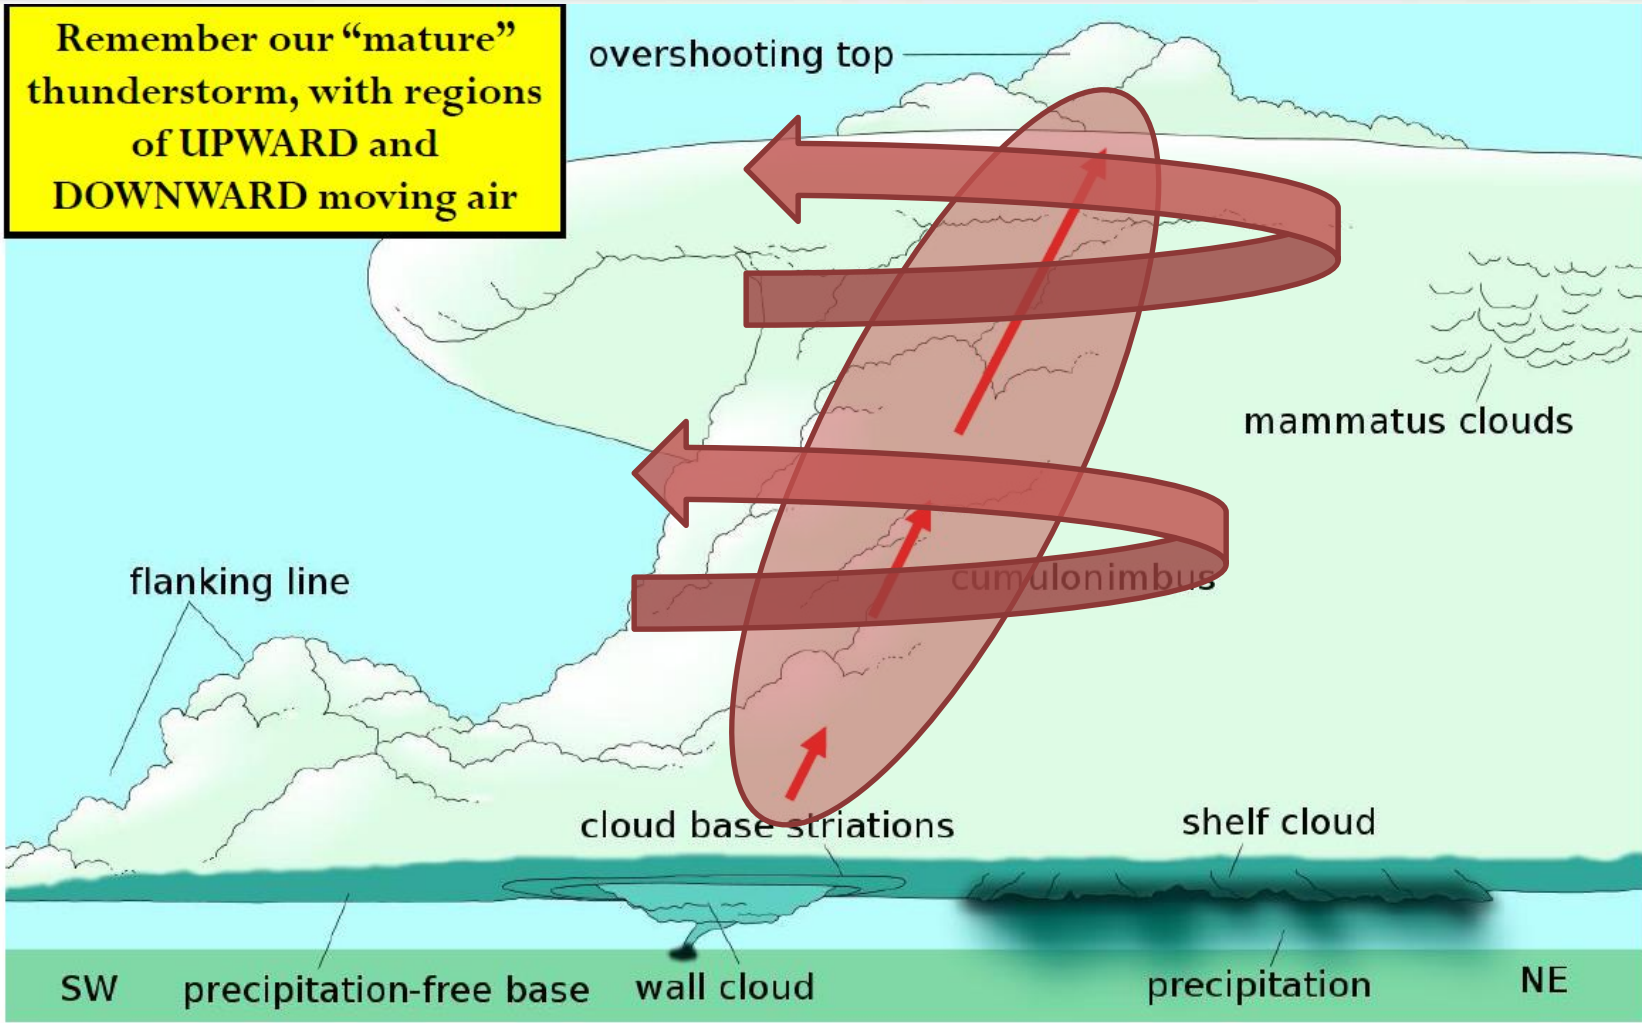 Remember our “mature”
thunderstorm, with regions
of UPWARD and
DOWNWARD moving air
overshooting top
mammatus clouds
flanking line
cumulonimbus
cloud base striations
shelf cloud
SW
precipitation-free base
wall cloud
precipitation
NE